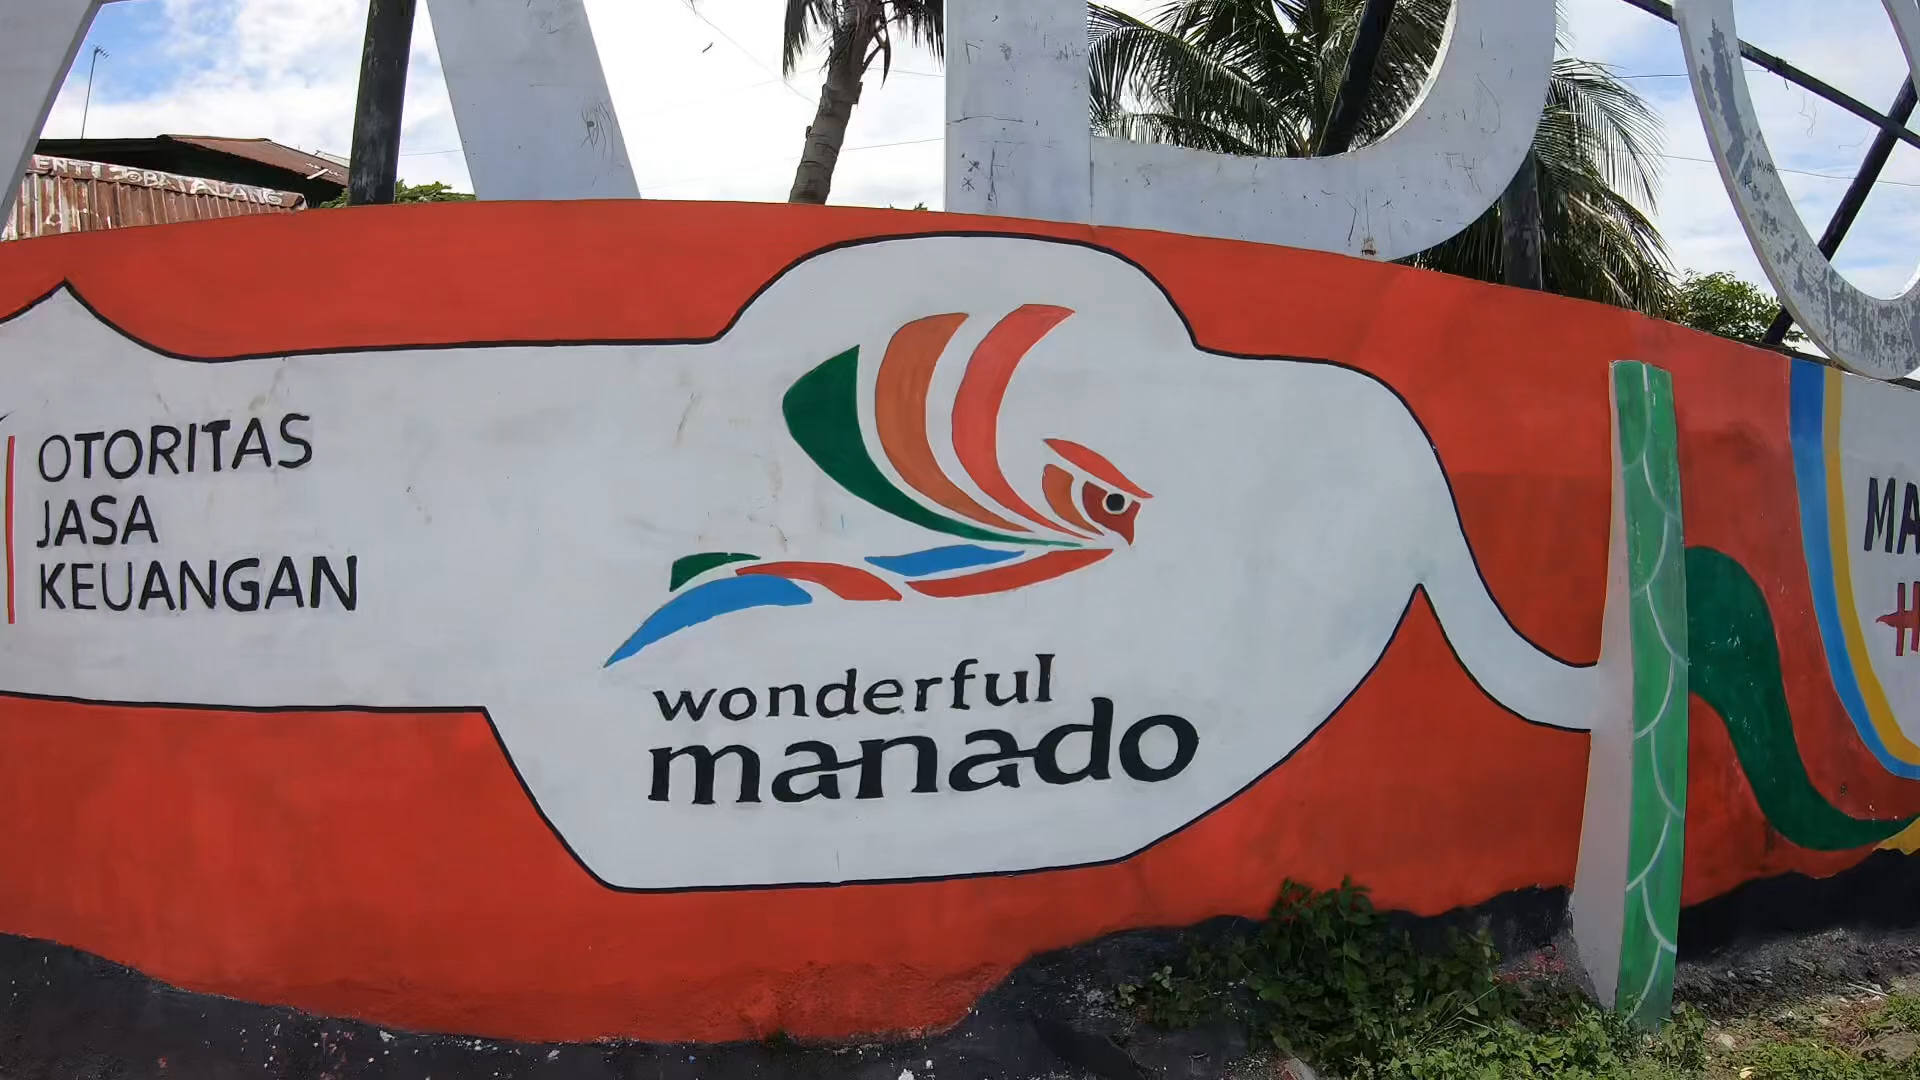 OTORITAS
JASA
KEUANGAN
wonderful
manado